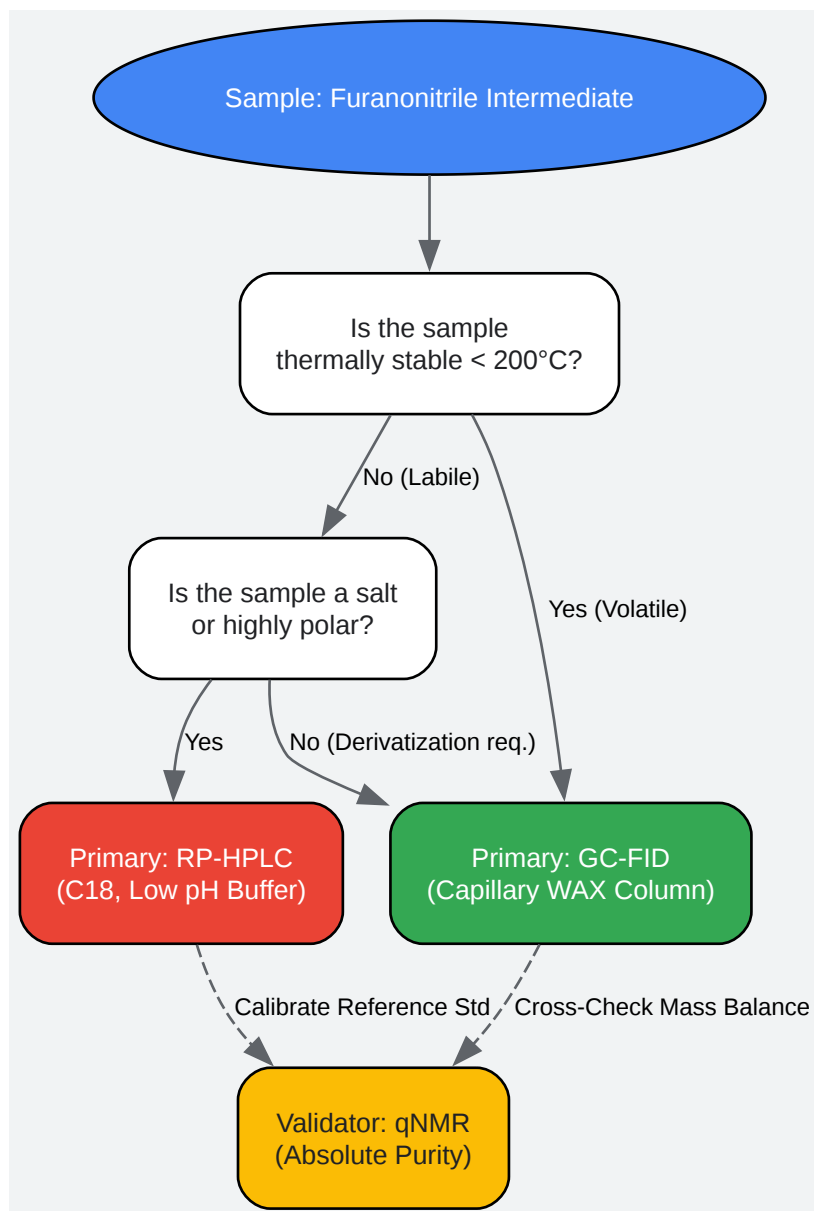 Sample: Furanonitrile Intermediate
Is the sample
thermally stable < 200°C?
No (Labile)
Is the sample a salt
or highly polar?
Yes (Volatile)
Yes
No (Derivatization req.)
Primary: RP-HPLC
(C18, Low pH Buffer)
Primary: GC-FID
(Capillary WAX Column)
Calibrate Reference Std
Cross-Check Mass Balance
Validator: qNMR
(Absolute Purity)